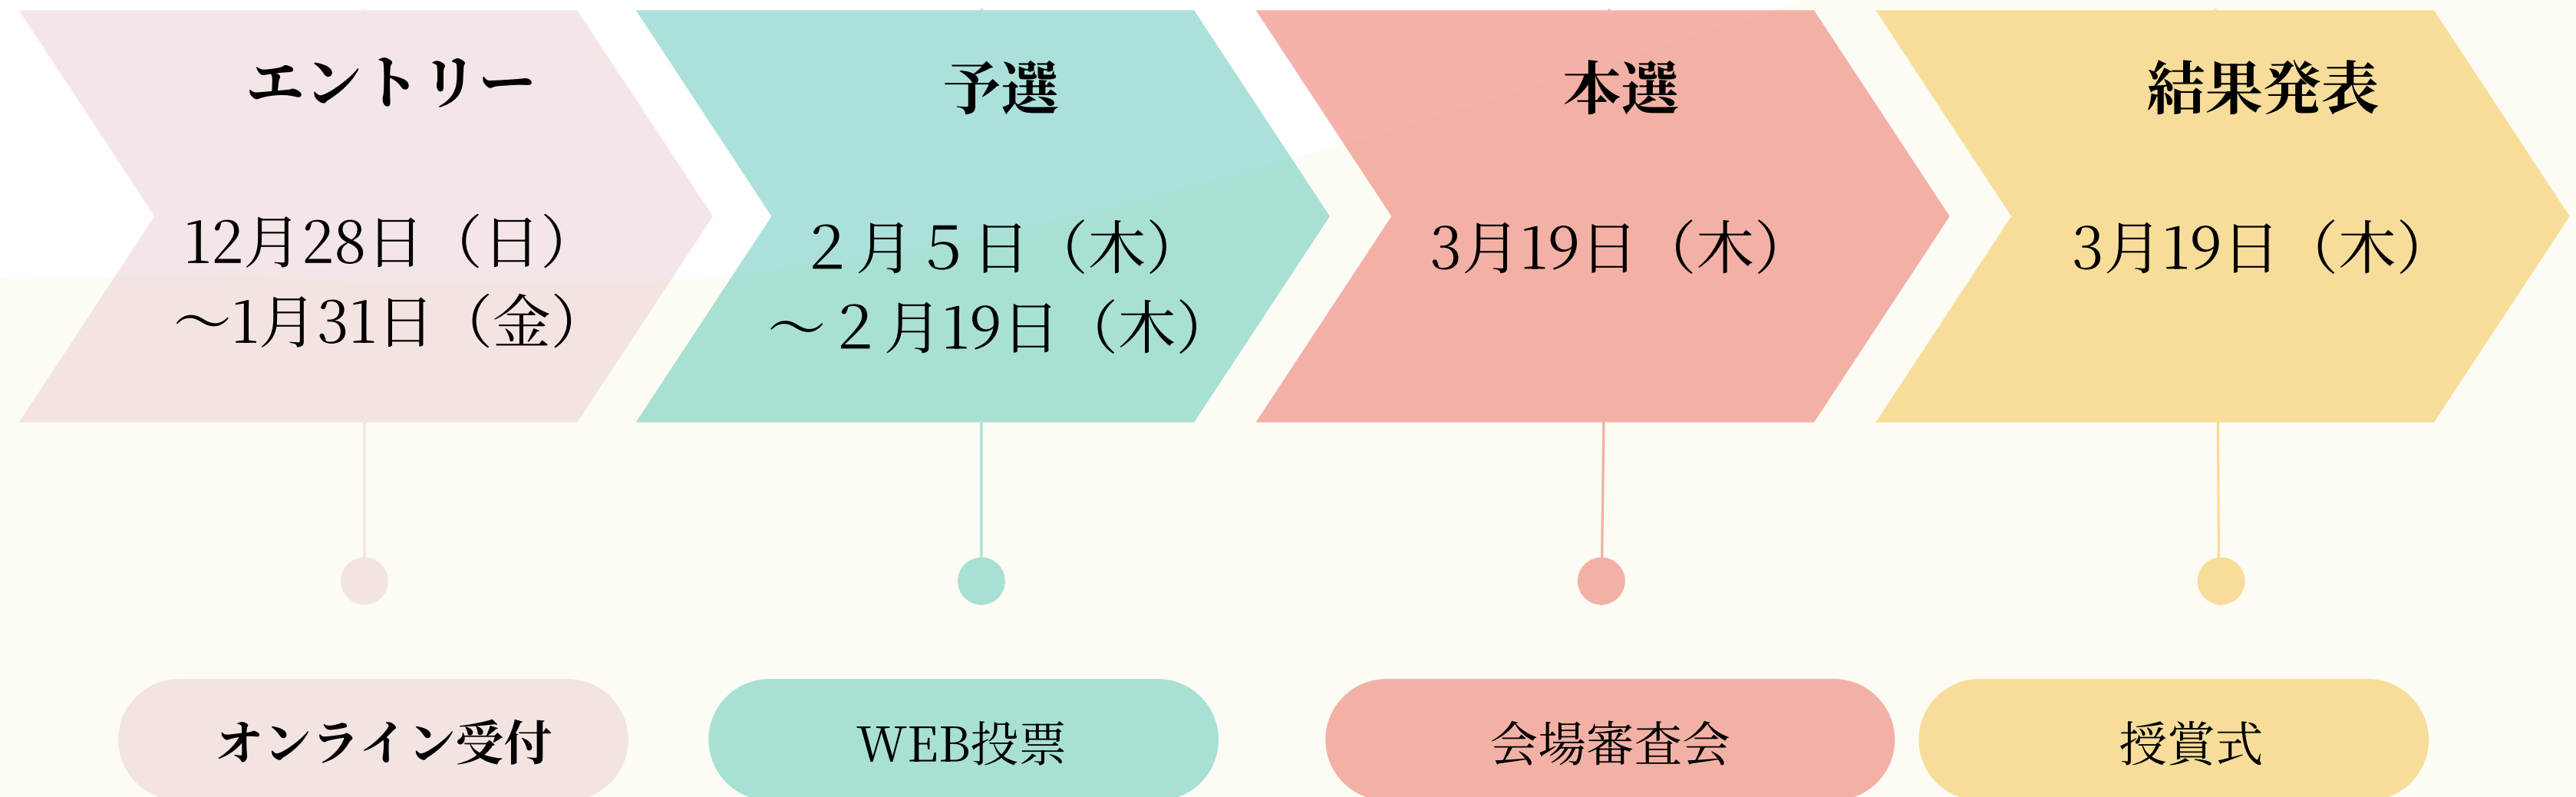 エントリー
12月28日（日）
～1月31日（金）
予選
２月５日（木）
～２月19日（木）
本選
3月19日（木）
結果発表
3月19日（木）
オンライン受付
WEB投票
会場審査会
授賞式